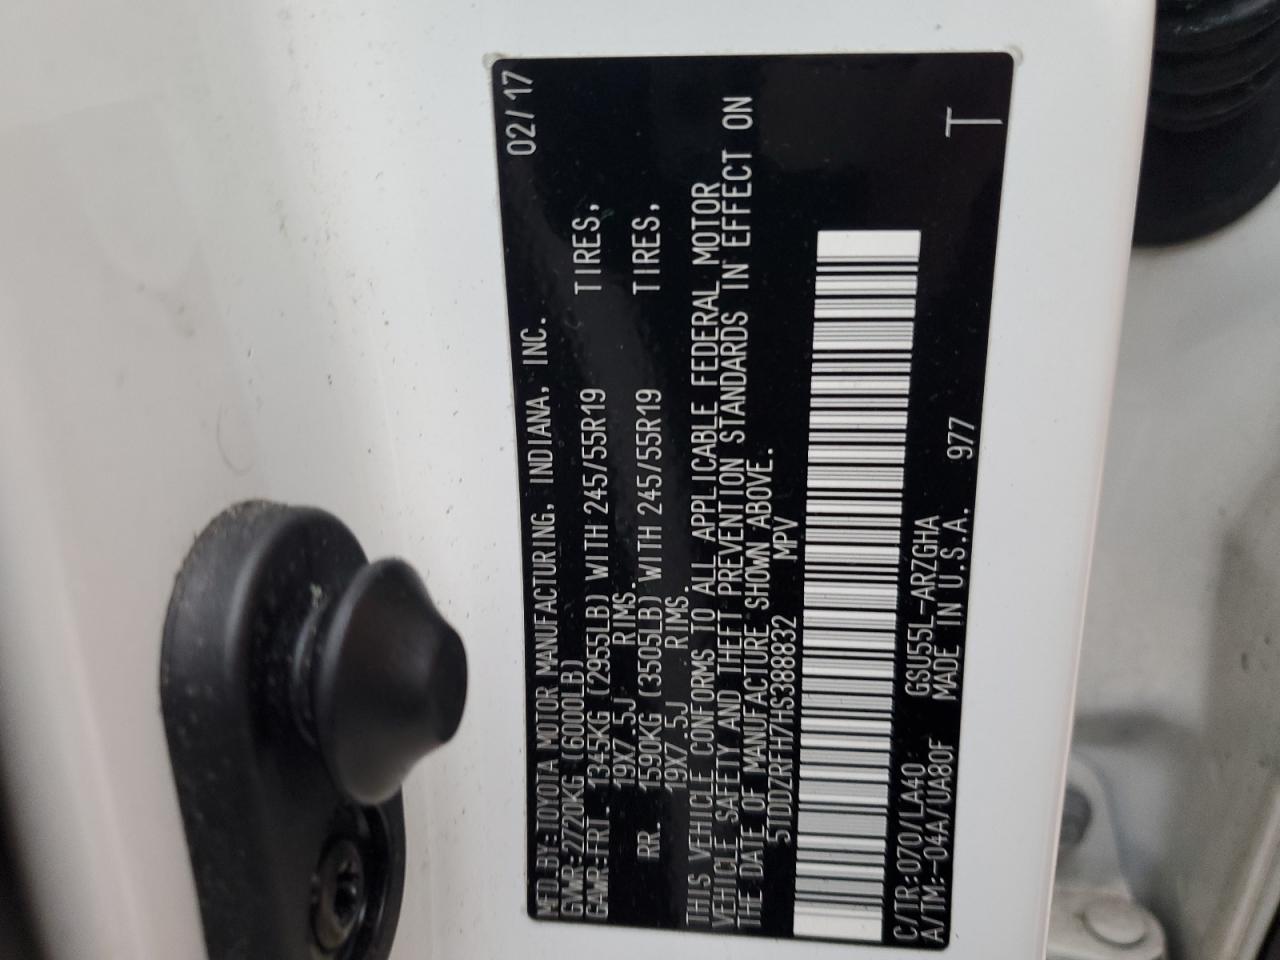 MFD.BY:TOYOTA MOTOR MANUFACTURING, INDIANA, INC. 02/17
GVWR:2720KG (6000LB)
GAWR:FRT. 1345KG (2955LB) WITH 245/55R19 TIRES,
19X7.5J RIMS.
RR. 1590KG (3505LB) WITH 245/55R19 TIRES,
19X7.5J RIMS.
THIS VEHICLE CONFORMS TO ALL APPLICABLE FEDERAL MOTOR
VEHICLE SAFETY AND THEFT PREVENTION STANDARDS IN EFFECT ON
THE DATE OF MANUFACTURE SHOWN ABOVE.
5TDDZRFH7HS388832 MPV
C/TR:070/LA40 GSU55L-ARZGHA
A/TM:-04A/UA80F MADE IN U.S.A. 977 T